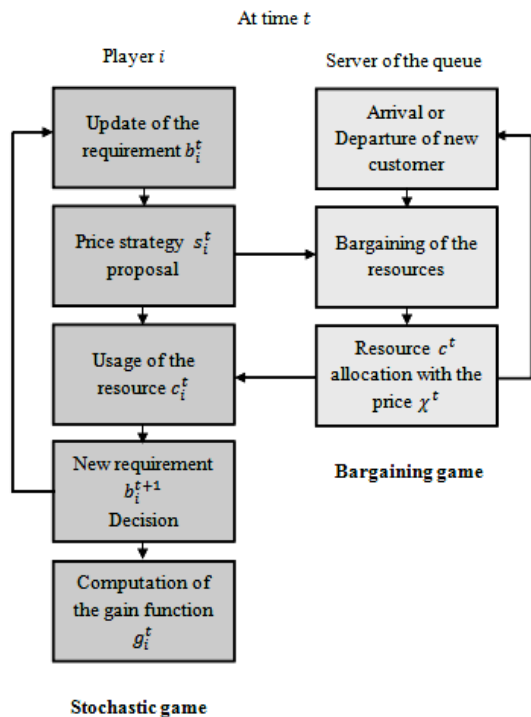 At time t
Player i
Server of the queue
Update of the
requirement b_i^t
Arrival or
Departure of new
customer
Price strategy s_i^t
proposal
Bargaining of the
resources
Usage of the
resource c_i^t
Resource c^t
allocation with the
price χ^t
New requirement
b_i^{t+1}
Decision
Bargaining game
Computation of
the gain function
g_i^t
Stochastic game